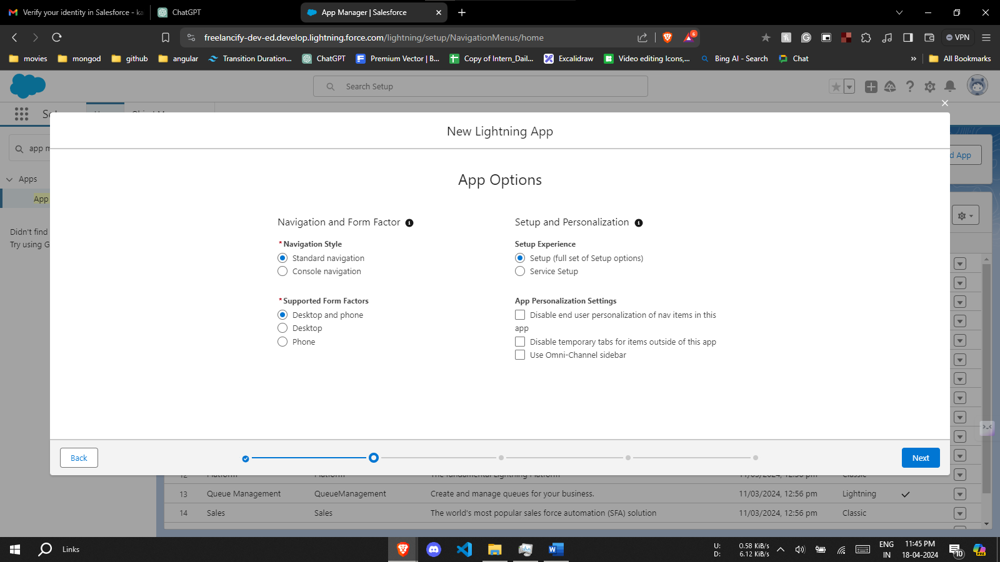 Verify your identity in Salesforce - ka
ChatGPT
App Manager | Salesforce
freelancify-dev-ed.develop.lightning.force.com/lightning/setup/NavigationMenus/home
6
VPN
movies
mongod
github
angular
Transition Duration...
ChatGPT
Premium Vector | B...
Copy of Intern_Dail...
Excalidraw
Video editing Icons,...
Bing AI - Search
Chat
»
All Bookmarks
Search Setup
New Lightning App
app m
d App
Apps
App
Didn't find
Try using G
App Options
Navigation and Form Factor
* Navigation Style
Standard navigation
Console navigation
* Supported Form Factors
Desktop and phone
Desktop
Phone
Setup and Personalization
Setup Experience
Setup (full set of Setup options)
Service Setup
App Personalization Settings
Disable end user personalization of nav items in this
app
Disable temporary tabs for items outside of this app
Use Omni-Channel sidebar
Back
Next
13 Queue Management QueueManagement Create and manage queues for your business. 11/03/2024, 12:56 pm Lightning
14 Sales Sales The world's most popular sales force automation (SFA) solution 11/03/2024, 12:56 pm Classic
Links
U: 0.58 KiB/s
D: 6.12 KiB/s
ENG
IN
11:45 PM
18-04-2024
10
PRE